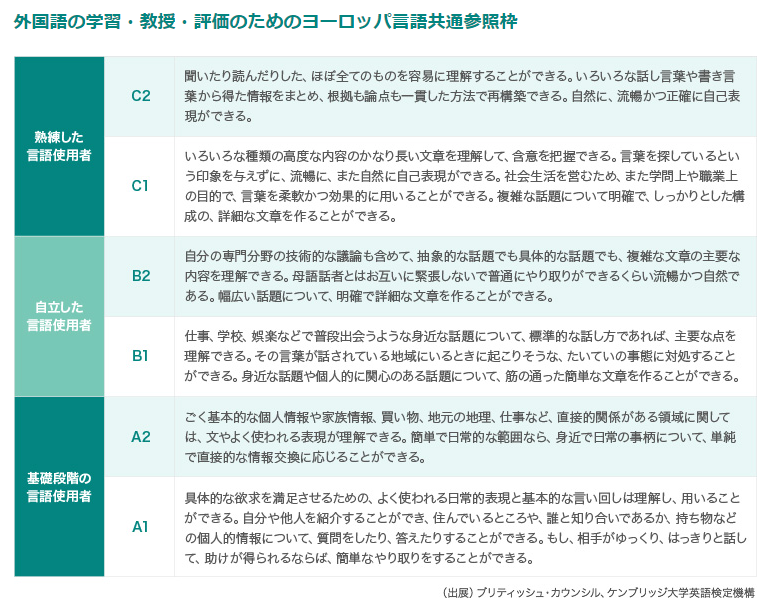 外国語の学習・教授・評価のためのヨーロッパ言語共通参照枠
熟練した
言語使用者
C2
聞いたり読んだりした、ほぼ全てのものを容易に理解することができる。いろいろな話し言葉や書き言
葉から得た情報をまとめ、根拠も論点も一貫した方法で再構築できる。自然に、流暢かつ正確に自己表
現ができる。
C1
いろいろな種類の高度な内容のかなり長い文章を理解して、含意を把握できる。言葉を探しているとい
う印象を与えずに、流暢に、また自然に自己表現ができる。社会生活を営むため、また学問上や職業上
の目的で、言葉を柔軟かつ効果的に用いることができる。複雑な話題について明確で、しっかりとした構
成の、詳細な文章を作ることができる。
自立した
言語使用者
B2
自分の専門分野の技術的な議論も含めて、抽象的な話題でも具体的な話題でも、複雑な文章の主要な
内容を理解できる。母語話者とはお互いに緊張しないで普通にやり取りができるくらい流暢かつ自然で
ある。幅広い話題について、明確で詳細な文章を作ることができる。
B1
仕事、学校、娯楽などで普段出会うような身近な話題について、標準的な話し方であれば、主要な点を
理解できる。その言葉が話されている地域にいるときに起こりそうな、たいていの事態に対処すること
ができる。身近な話題や個人的に関心のある話題について、筋の通った簡単な文章を作ることができる。
基礎段階の
言語使用者
A2
ごく基本的な個人情報や家族情報、買い物、地元の地理、仕事など、直接的関係がある領域に関して
は、文やよく使われる表現が理解できる。簡単で日常的な範囲なら、身近で日常の事柄について、単純
で直接的な情報交換に応じることができる。
A1
具体的な欲求を満足させるための、よく使われる日常的表現と基本的な言い回しは理解し、用いること
ができる。自分や他人を紹介することができ、住んでいるところや、誰と知り合いであるか、持ち物など
の個人的情報について、質問をしたり、答えたりすることができる。もし、相手がゆっくり、はっきりと話し
て、助けが得られるならば、簡単なやり取りをすることができる。
（出展）ブリティッシュ・カウンシル、ケンブリッジ大学英語検定機構